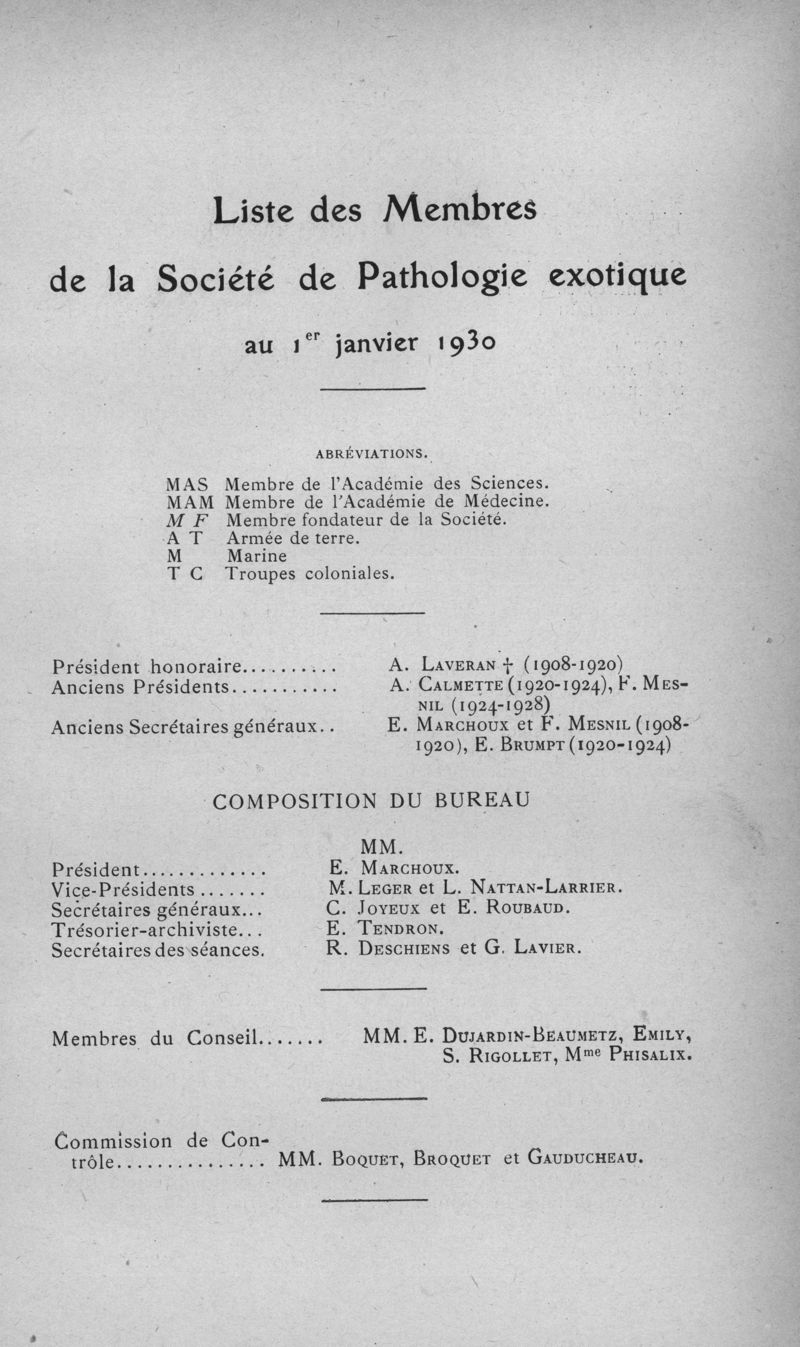 Liste des Membres
de la Société de Pathologie exotique
au 1er janvier 1930
ABRÉVIATIONS.
MAS Membre de l'Académie des Sciences.
MAM Membre de l'Académie de Médecine.
M F Membre fondateur de la Société.
A T Armée de terre.
M Marine
T C Troupes coloniales.
Président honoraire.......... A. LAVERAN † (1908-1920)
Anciens Présidents........... A. CALMETTE (1920-1924), F. MES-
NIL (1924-1928)
Anciens Secrétaires généraux.. E. MARCHOUX et F. MESNIL (1908-
1920), E. BRUMPT (1920-1924)
COMPOSITION DU BUREAU
MM.
Président............. E. MARCHOUX.
Vice-Présidents ....... M. LEGER et L. NATTAN-LARRIER.
Secrétaires généraux... C. JOYEUX et E. ROUBAUD.
Trésorier-archiviste... E. TENDRON.
Secrétaires des séances. R. DESCHIENS et G. LAVIER.
Membres du Conseil....... MM. E. DUJARDIN-BEAUMETZ, EMILY,
S. RIGOLLET, Mme PHISALIX.
Commission de Con-
trôle............... MM. BOQUET, BROQUET et GAUDUCHEAU.